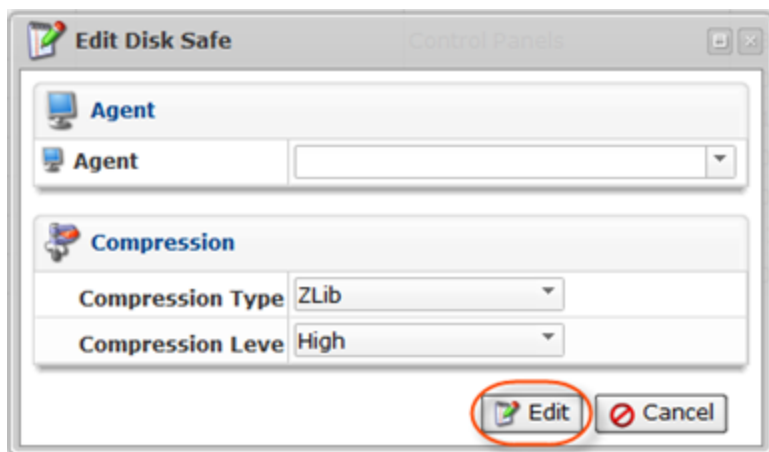 Edit Disk Safe Control Panels
Agent
Agent
Compression
Compression Type ZLib
Compression Leve High
Edit Cancel